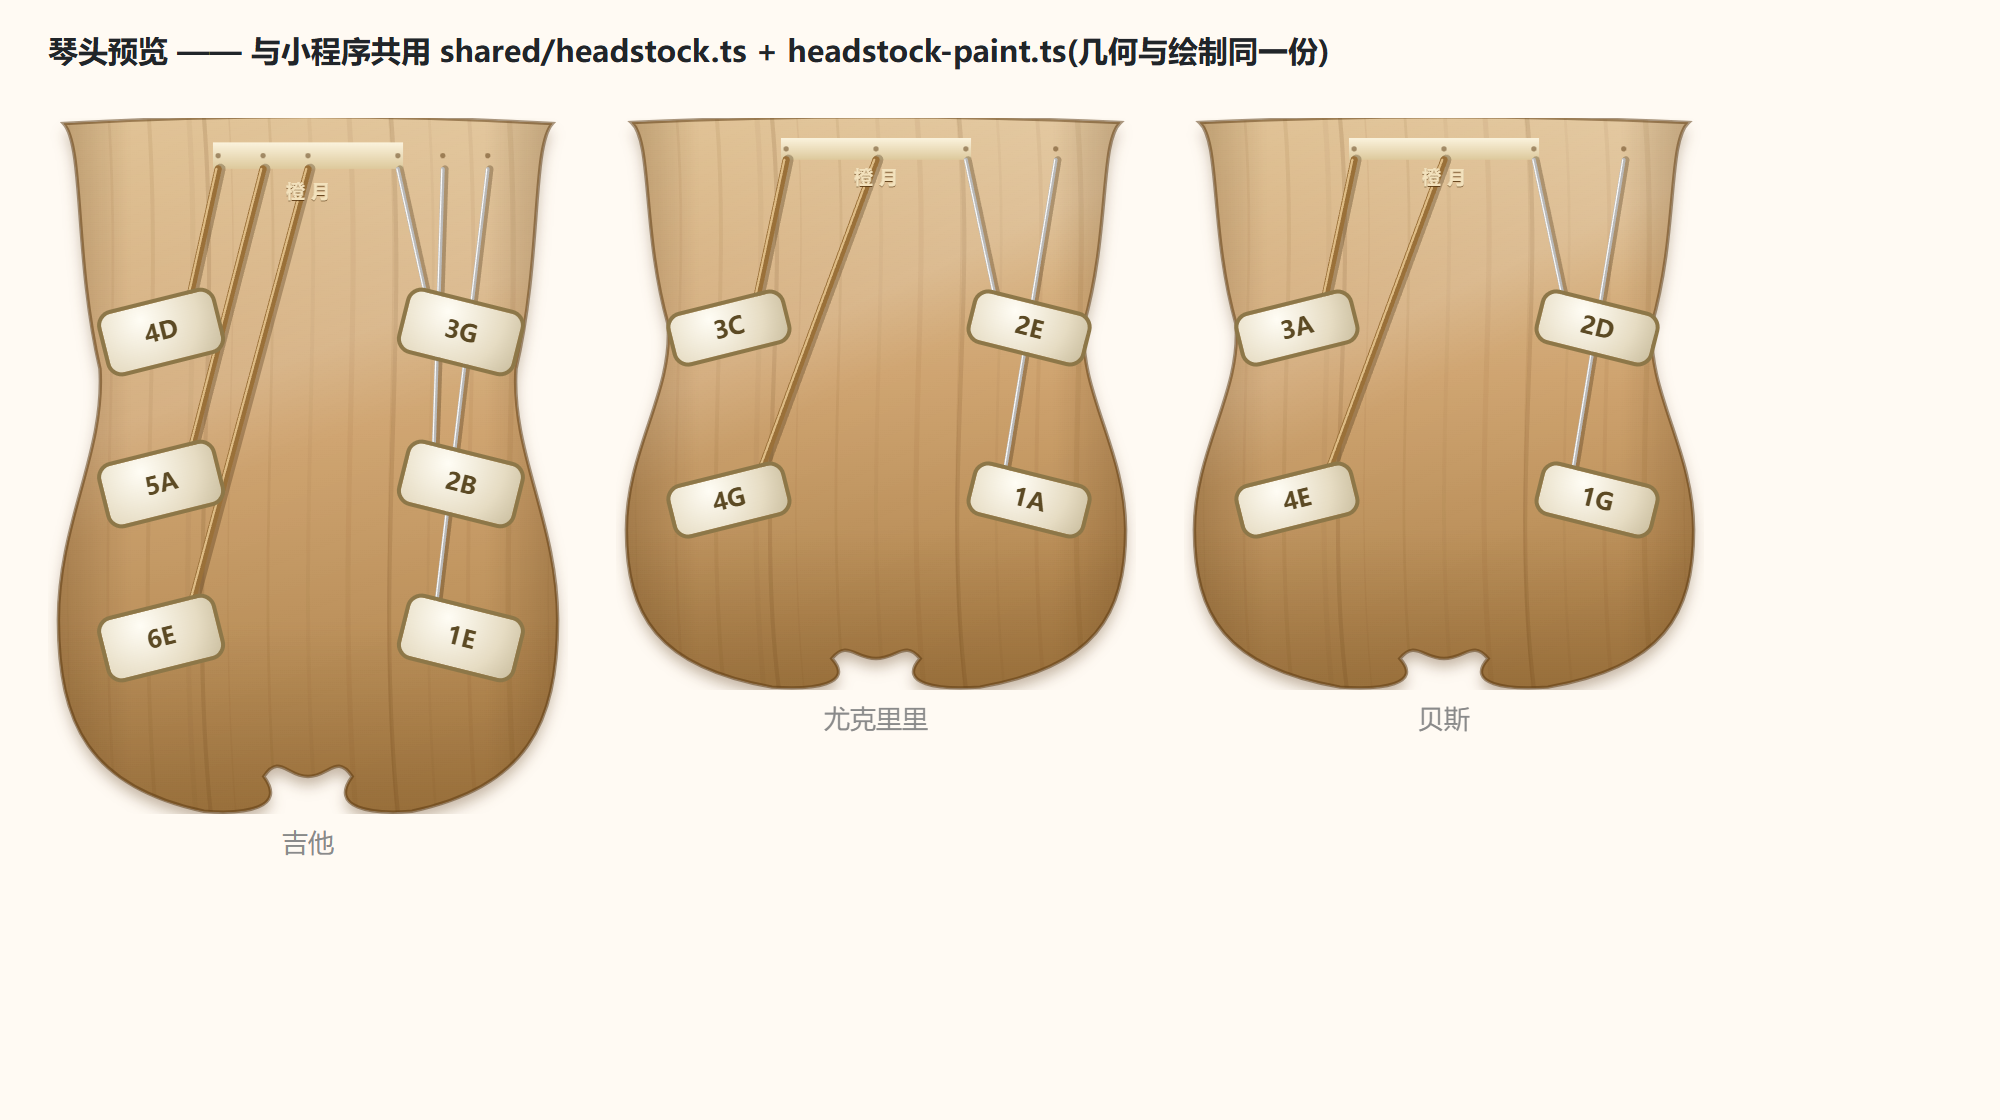 琴头预览 —— 与小程序共用 shared/headstock.ts + headstock-paint.ts(几何与绘制同一份)
橙月
4D
3G
5A
2B
6E
1E
吉他
橙月
3C
2E
4G
1A
尤克里里
橙月
3A
2D
4E
1G
贝斯